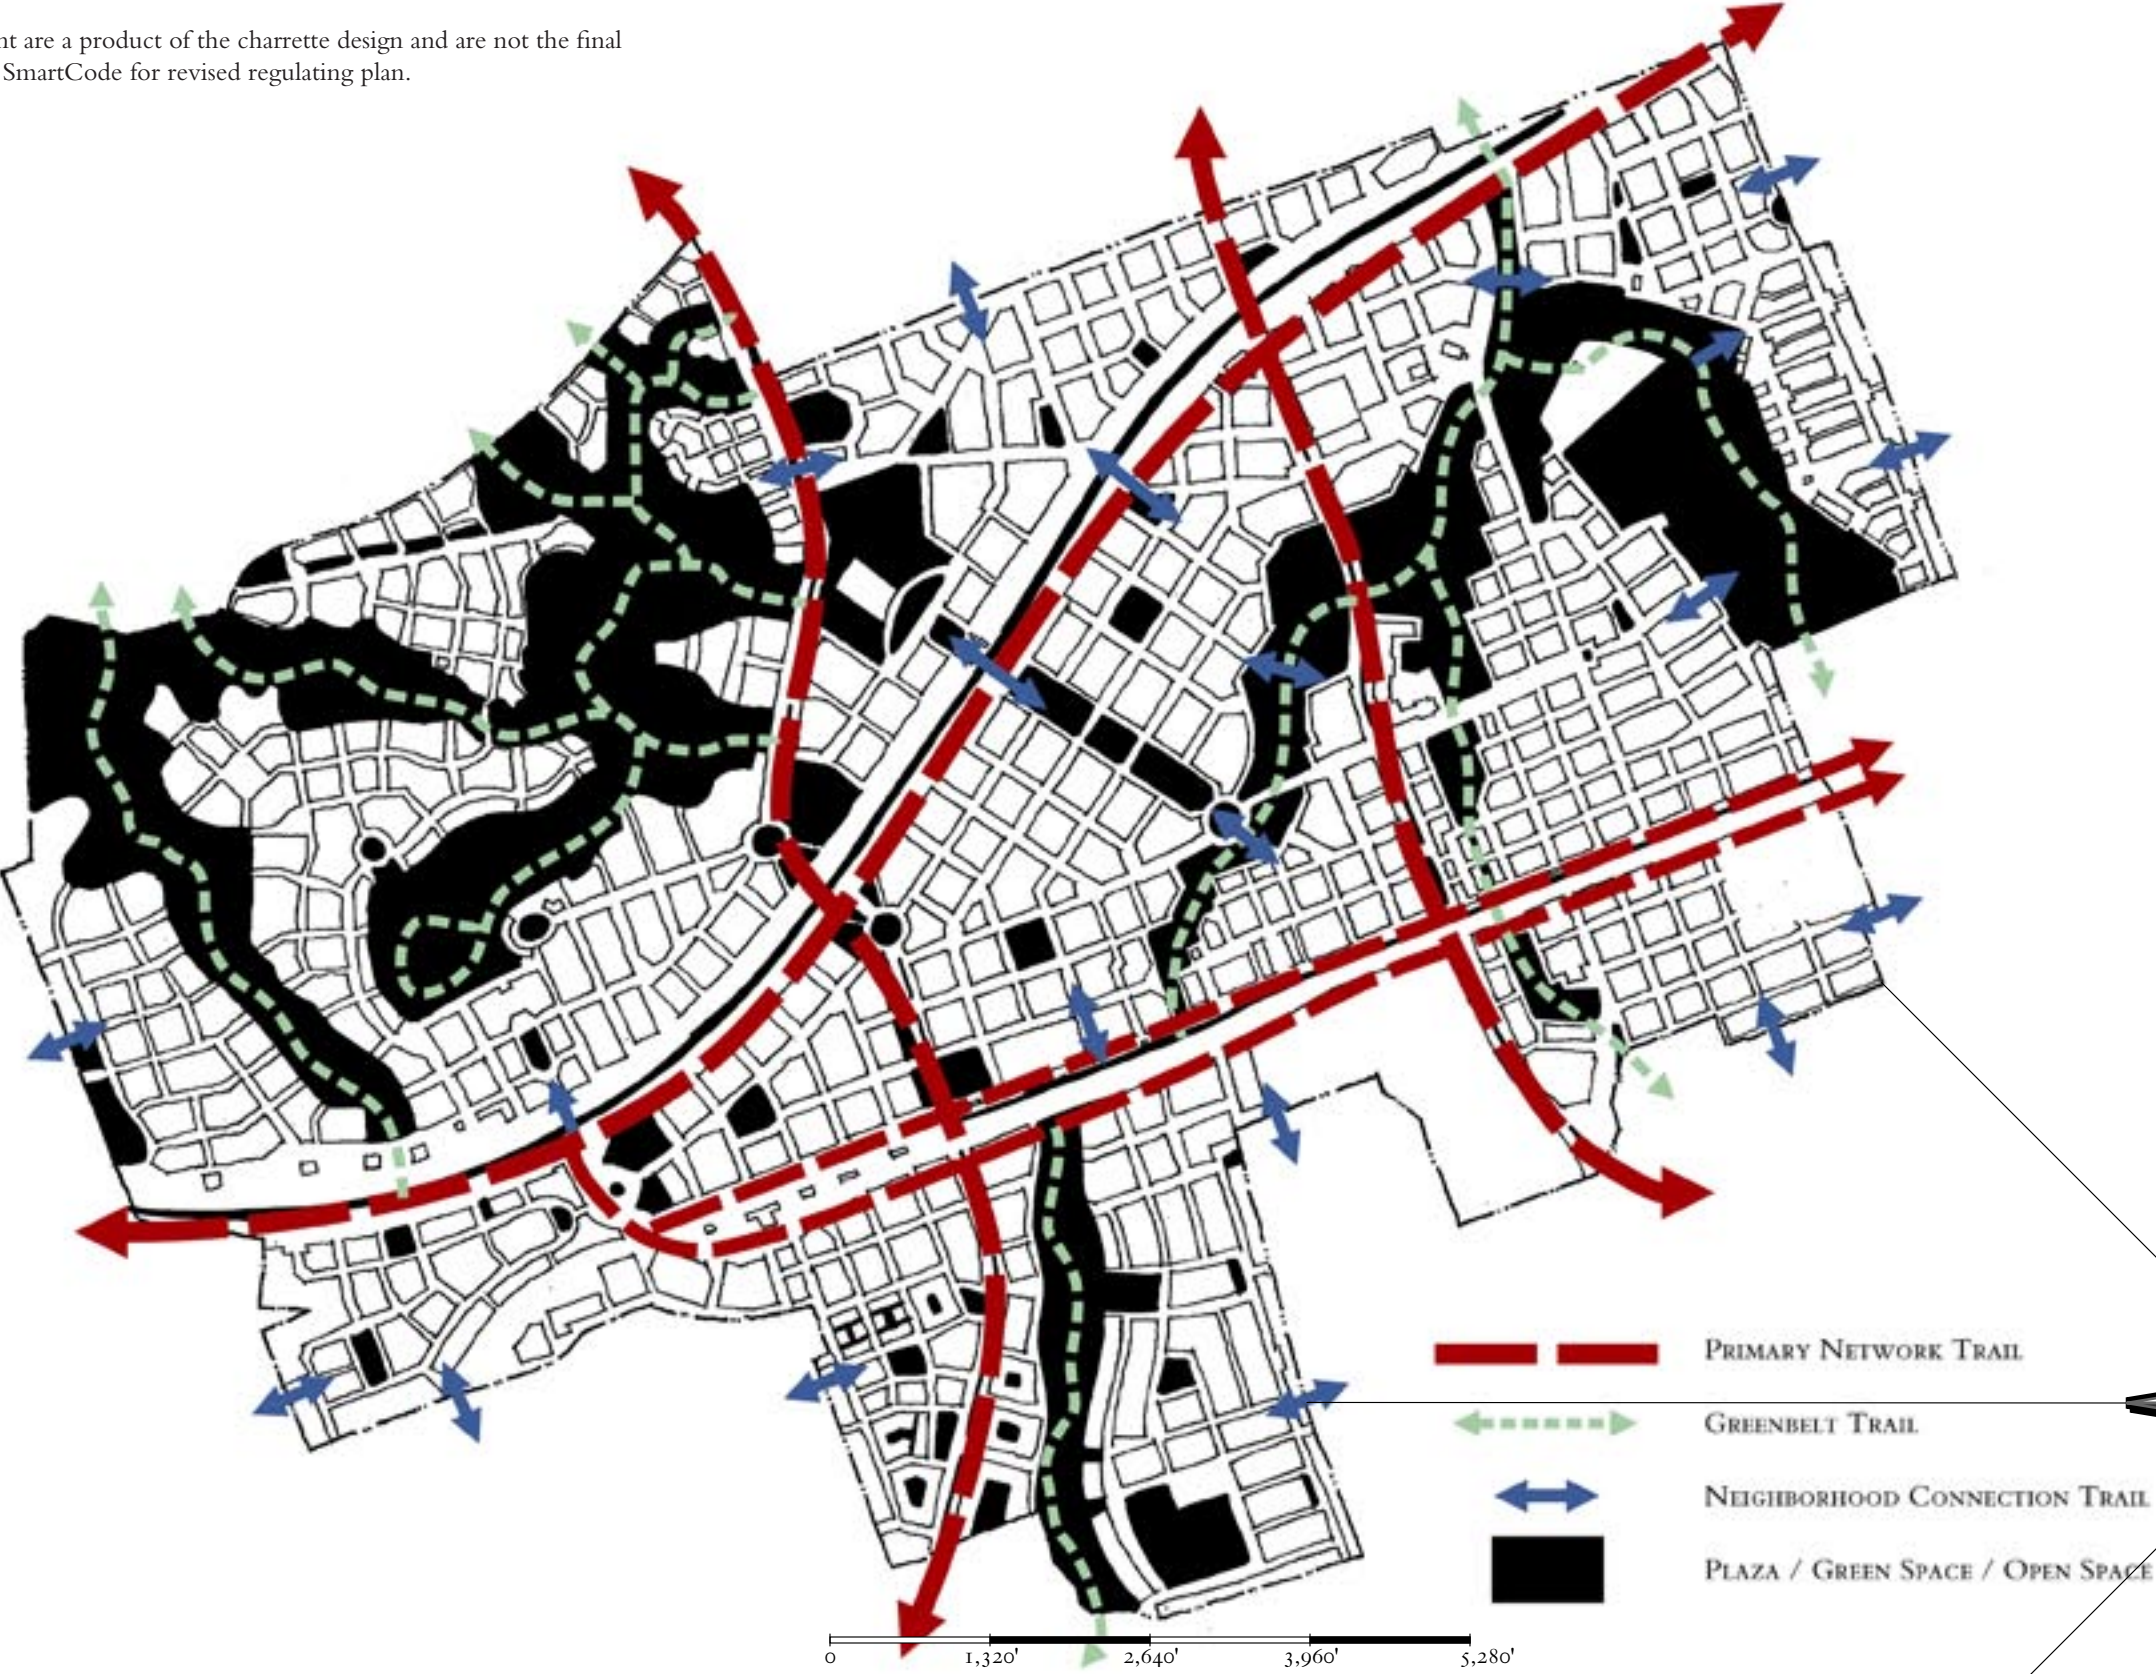 nt are a product of the charrette design and are not the final
SmartCode for revised regulating plan.
Primary Network Trail
Greenbelt Trail
Neighborhood Connection Trail
Plaza / Green Space / Open Space
0 1,320' 2,640' 3,960' 5,280'